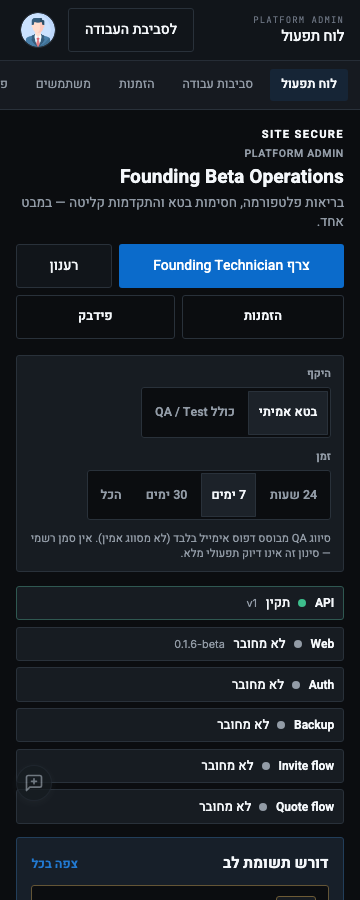 PLATFORM ADMIN
לוח תפעול
לסביבת העבודה
לוח תפעול
סביבות עבודה
הזמנות
משתמשים
SITE SECURE
PLATFORM ADMIN
Founding Beta Operations
בריאות פלטפורמה, חסימות בטא והתקדמות קליטה — במבט
אחד.
צרף Founding Technician
רענון
הזמנות
פידבק
היקף
בטא אמיתי
כולל QA / Test
זמן
24 שעות
7 ימים
30 ימים
הכל
סיווג QA מבוסס דפוס אימייל בלבד (לא מסווג אמין). אין סמן רשמי
— סינון זה אינו דיוק תפעולי מלא.
API תקין v1
Web לא מחובר 0.1.6-beta
Auth לא מחובר
Backup לא מחובר
Invite flow לא מחובר
Quote flow לא מחובר
דורש תשומת לב
צפה בכל